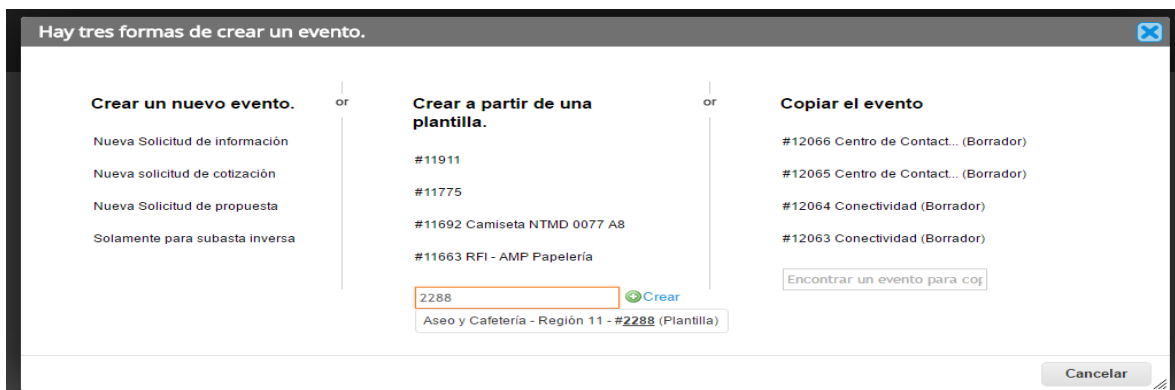 Hay tres formas de crear un evento.
Crear un nuevo evento.
Nueva Solicitud de información
Nueva solicitud de cotización
Nueva Solicitud de propuesta
Solamente para subasta inversa
or
Crear a partir de una
plantilla.
#11911
#11775
#11692 Camiseta NTMD 0077 A8
#11663 RFI - AMP Papelería
2288
Crear
Aseo y Cafetería - Región 11 - #2288 (Plantilla)
or
Copiar el evento
#12066 Centro de Contact... (Borrador)
#12065 Centro de Contact... (Borrador)
#12064 Conectividad (Borrador)
#12063 Conectividad (Borrador)
Encontrar un evento para cop
Cancelar